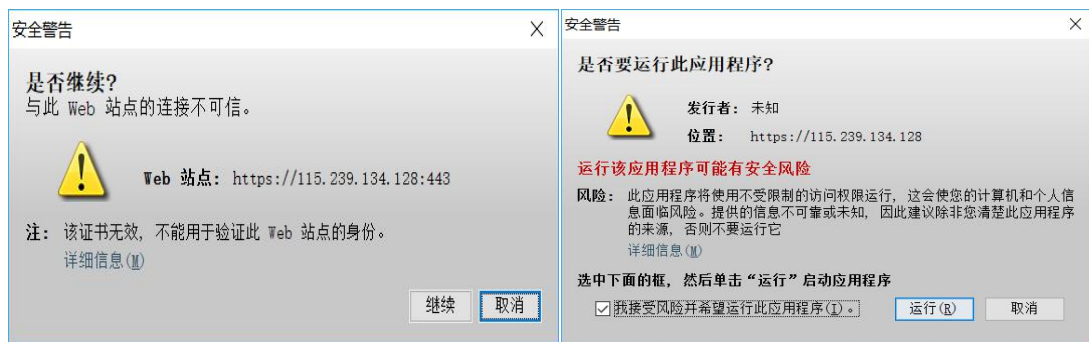 安全警告
是否继续?
与此 Web 站点的连接不可信。
Web 站点: https://115.239.134.128:443
注: 该证书无效, 不能用于验证此 Web 站点的身份。
详细信息(M)
继续 取消
安全警告
是否要运行此应用程序?
发行者: 未知
位置: https://115.239.134.128
运行该应用程序可能有安全风险
风险: 此应用程序将使用不受限制的访问权限运行, 这会使您的计算机和个人信
息面临风险。提供的信息不可靠或未知, 因此建议除非您清楚此应用程序
的来源, 否则不要运行它
详细信息(M)
选中下面的框, 然后单击“运行”启动应用程序
我接受风险并希望运行此应用程序(I)。 运行(R) 取消